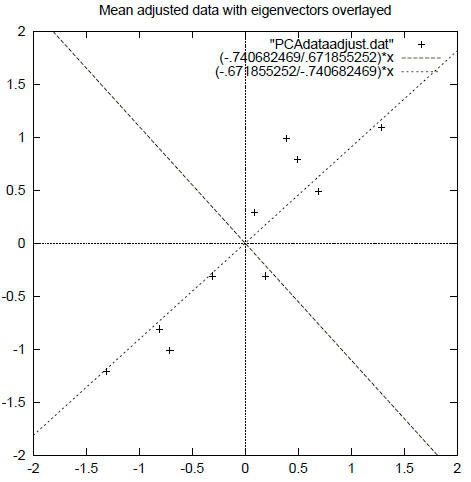 Mean adjusted data with eigenvectors overlayed
2
"PCAdataadjust.dat"
(-.740682469/.671855252)*x
(-.671855252/-.740682469)*x
1.5
1
0.5
0
-0.5
-1
-1.5
-2
-2 -1.5 -1 -0.5 0 0.5 1 1.5 2